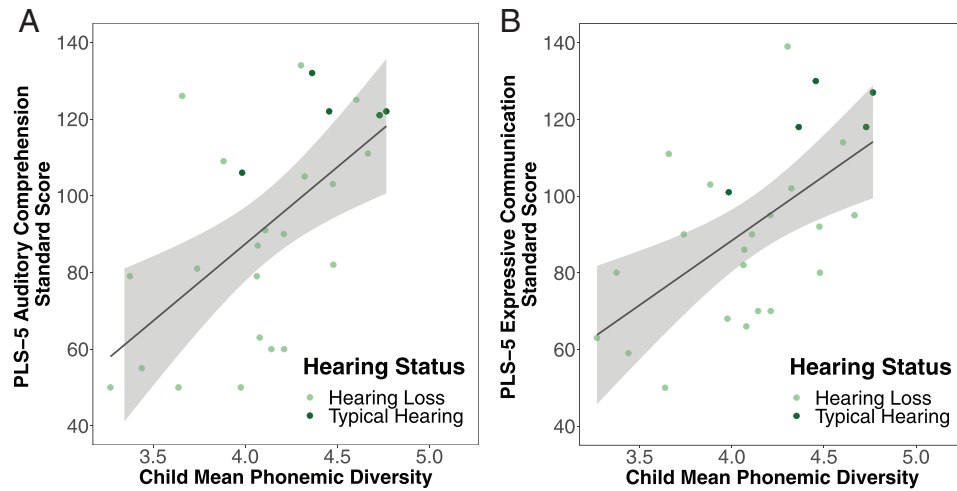 A
140
120
100
80
60
40
3.5
4.0
4.5
5.0
PLS–5 Auditory Comprehension
Standard Score
Child Mean Phonemic Diversity
Hearing Status
Hearing Loss
Typical Hearing
B
140
120
100
80
60
40
3.5
4.0
4.5
5.0
PLS–5 Expressive Communication
Standard Score
Child Mean Phonemic Diversity
Hearing Status
Hearing Loss
Typical Hearing